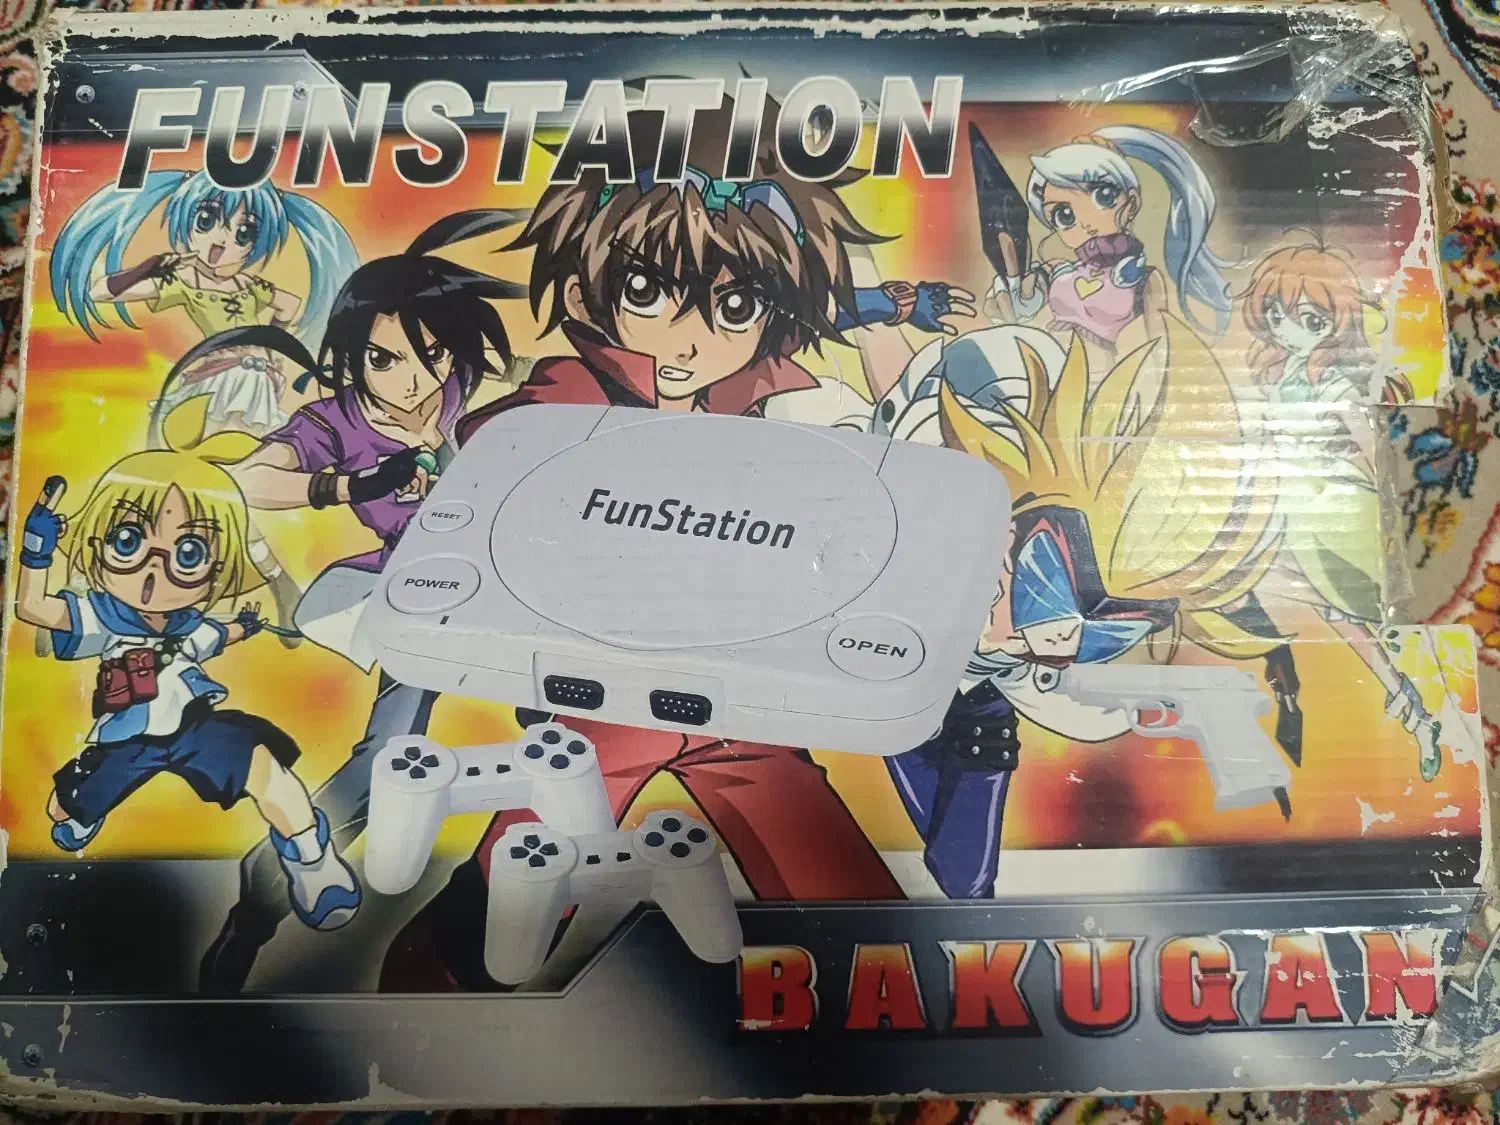 FUNSTATION
FunStation
RESET
POWER
OPEN
BAKUGAN